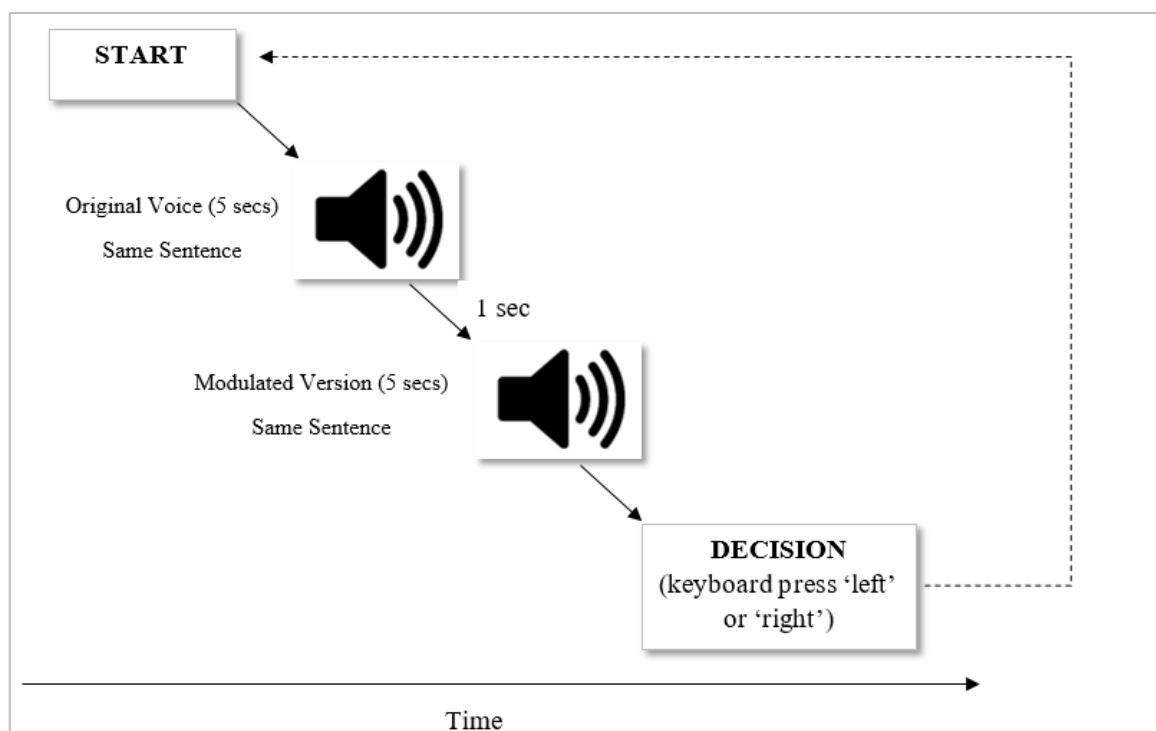 START
Original Voice (5 secs)
Same Sentence
1 sec
Modulated Version (5 secs)
Same Sentence
DECISION
(keyboard press ‘left’
or ‘right’)
Time